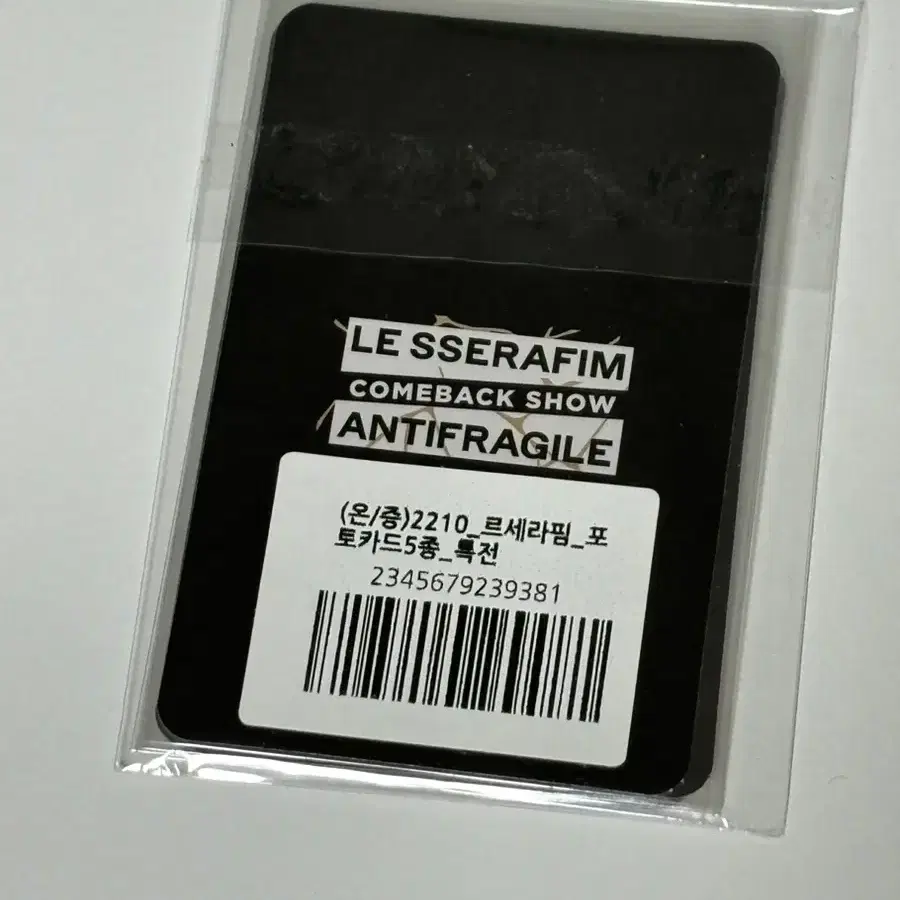 LE SSERAFIM
COMEBACK SHOW
ANTIFRAGILE
(온/증)2210_르세라핌_포
토카드5종_특전
2345679239381